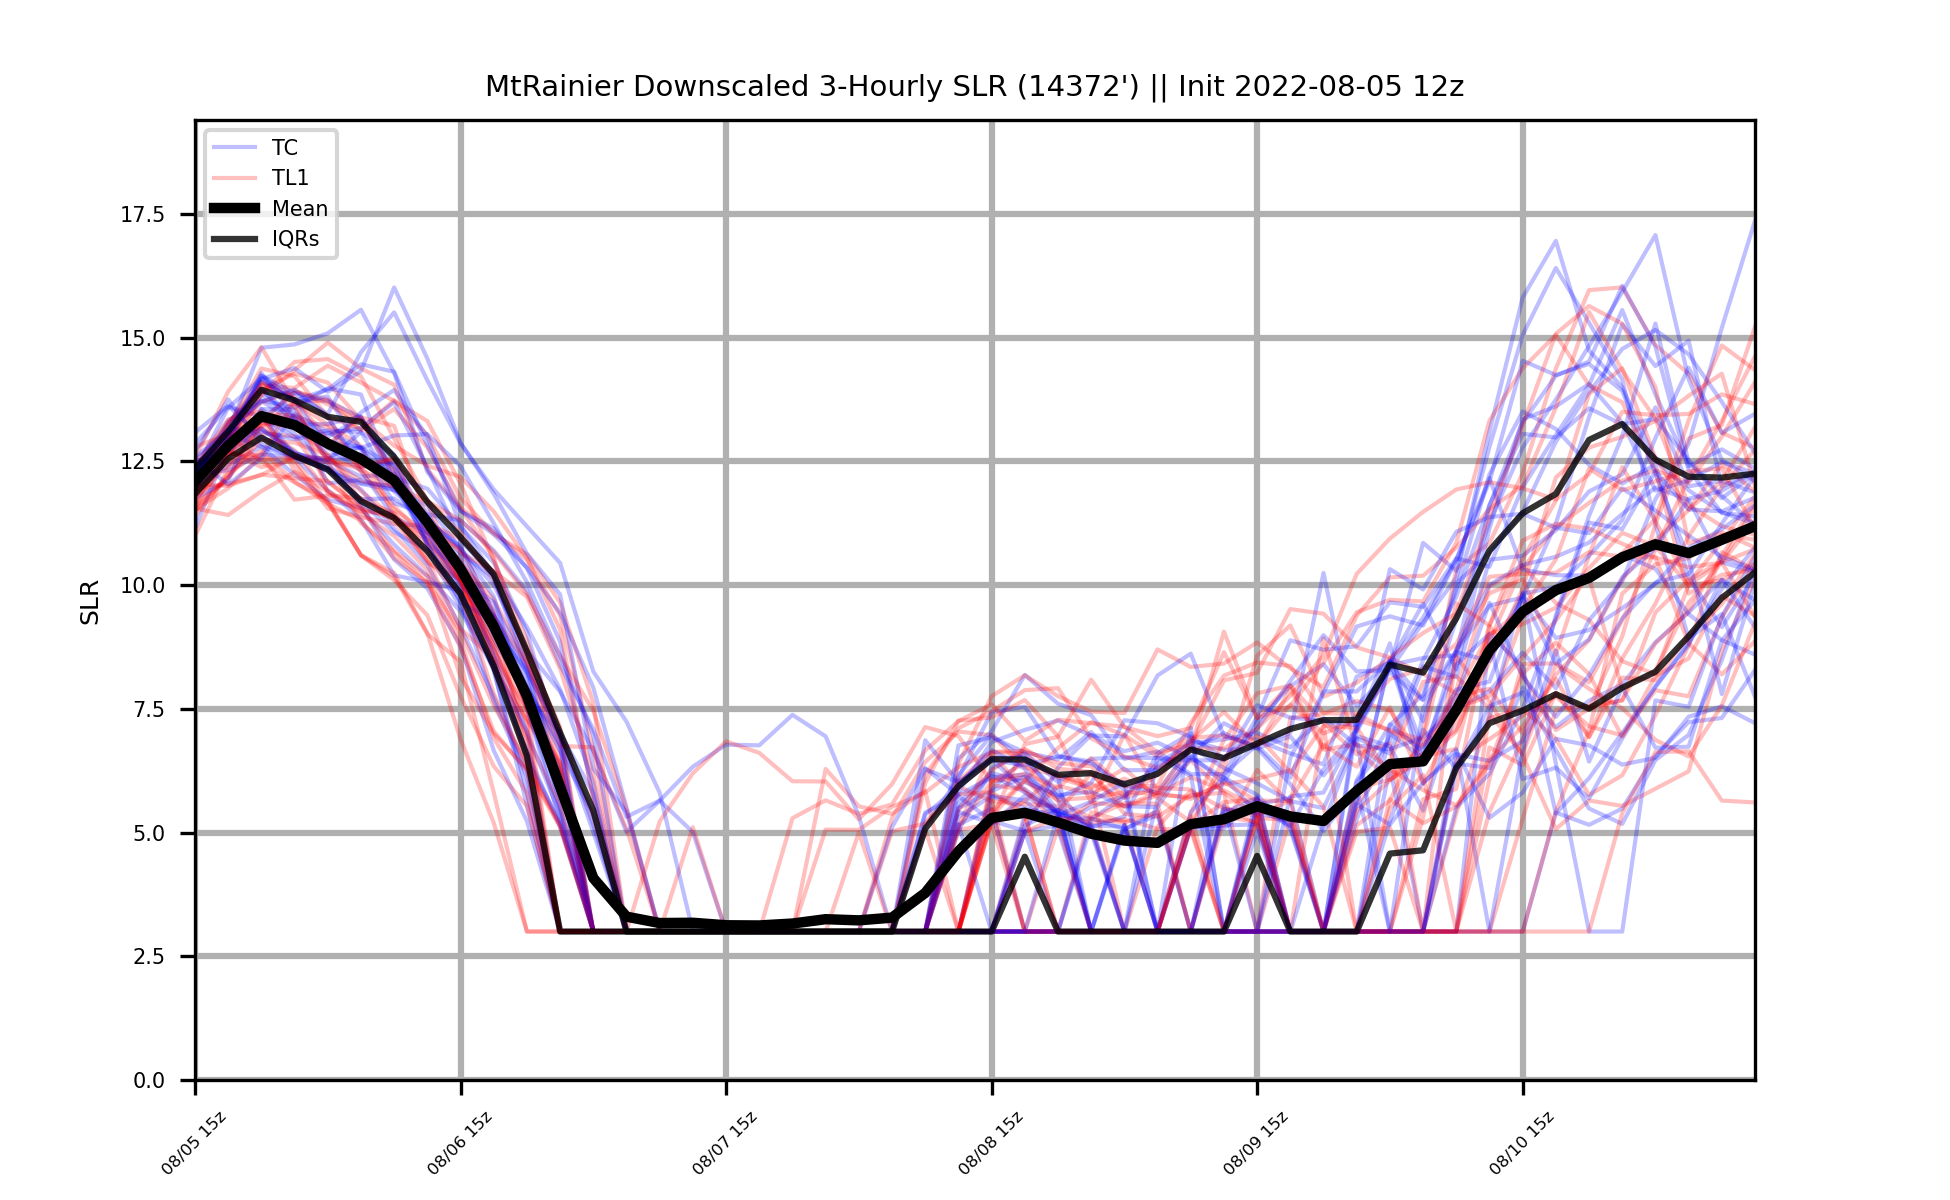 MtRainier Downscaled 3-Hourly SLR (14372') || Init 2022-08-05 12z
TC
TL1
Mean
IQRs
SLR
17.5
15.0
12.5
10.0
7.5
5.0
2.5
0.0
08/05 15z
08/06 15z
08/07 15z
08/08 15z
08/09 15z
08/10 15z